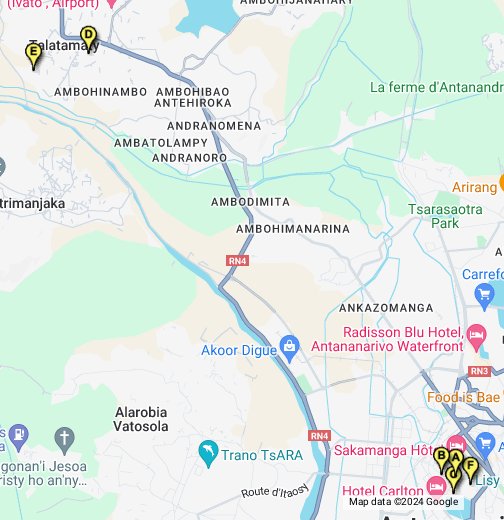 AMBOHIJANAHARY
(Ivato , Airport)
D
Talatamaty
E
La ferme d'Antanandr
AMBOHINAMBO
AMBOHIBAO
ANTEHIROKA
ANDRANOMENA
AMBATOLAMPY
ANDRANORO
Arirang
trimanjaka
AMBODIMITA
Tsarasaotra
Park
AMBOHIMANARINA
RN4
Carrefo
ANKAZOMANGA
Radisson Blu Hotel,
Antananarivo Waterfront
Akoor Digue
RN3
Food is Bae
Alarobia
Vatosola
RN4
Sakamanga Hôt
B
A
F
Trano TsARA
gonan'i Jesoa
risty ho an'ny...
Lisy
Route d'Itaosy
Hotel Carlton
Map data ©2024 Google